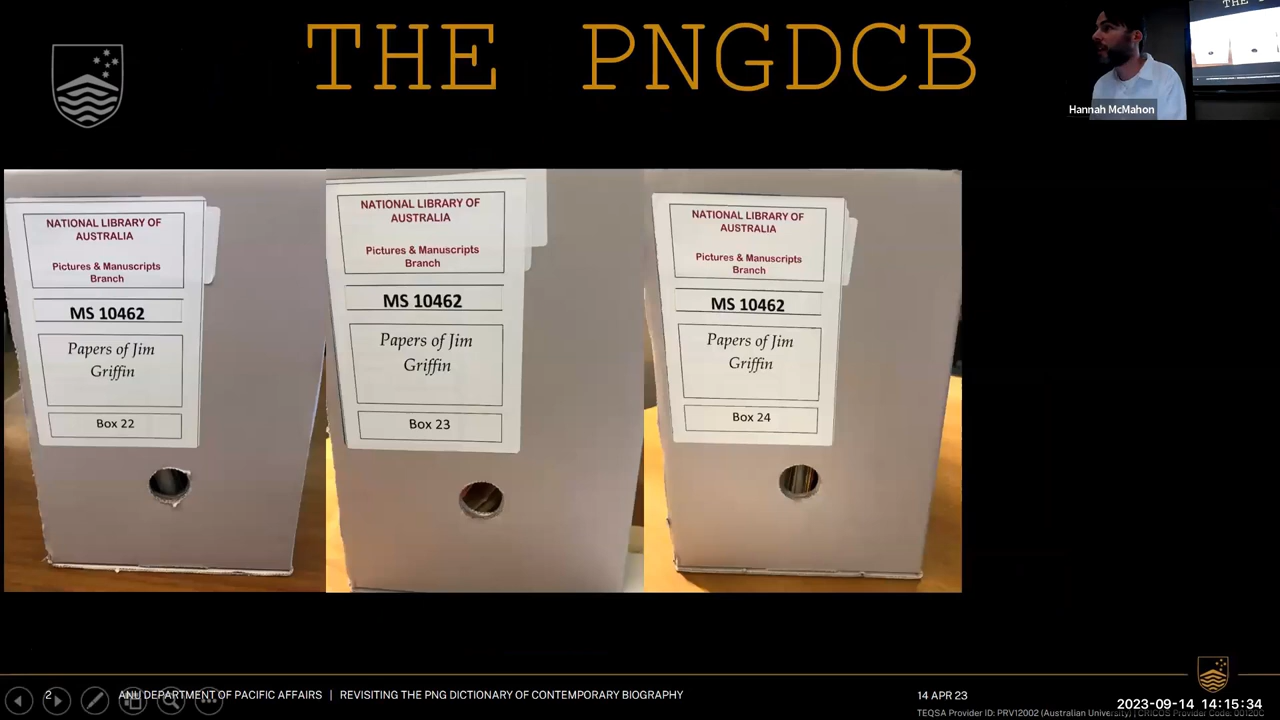 THE PNGDCB
Hannah McMahon
NATIONAL LIBRARY OF
AUSTRALIA
Pictures & Manuscripts
Branch
MS 10462
Papers of Jim
Griffin
Box 22
NATIONAL LIBRARY OF
AUSTRALIA
Pictures & Manuscripts
Branch
MS 10462
Papers of Jim
Griffin
Box 23
NATIONAL LIBRARY OF
AUSTRALIA
Pictures & Manuscripts
Branch
MS 10462
Papers of Jim
Griffin
Box 24
2
ANU DEPARTMENT OF PACIFIC AFFAIRS | REVISITING THE PNG DICTIONARY OF CONTEMPORARY BIOGRAPHY
14 APR 23
2023-09-14 14:15:34
TEQSA Provider ID: PRV12002 (Australian University) | CRICOS Provider Code: